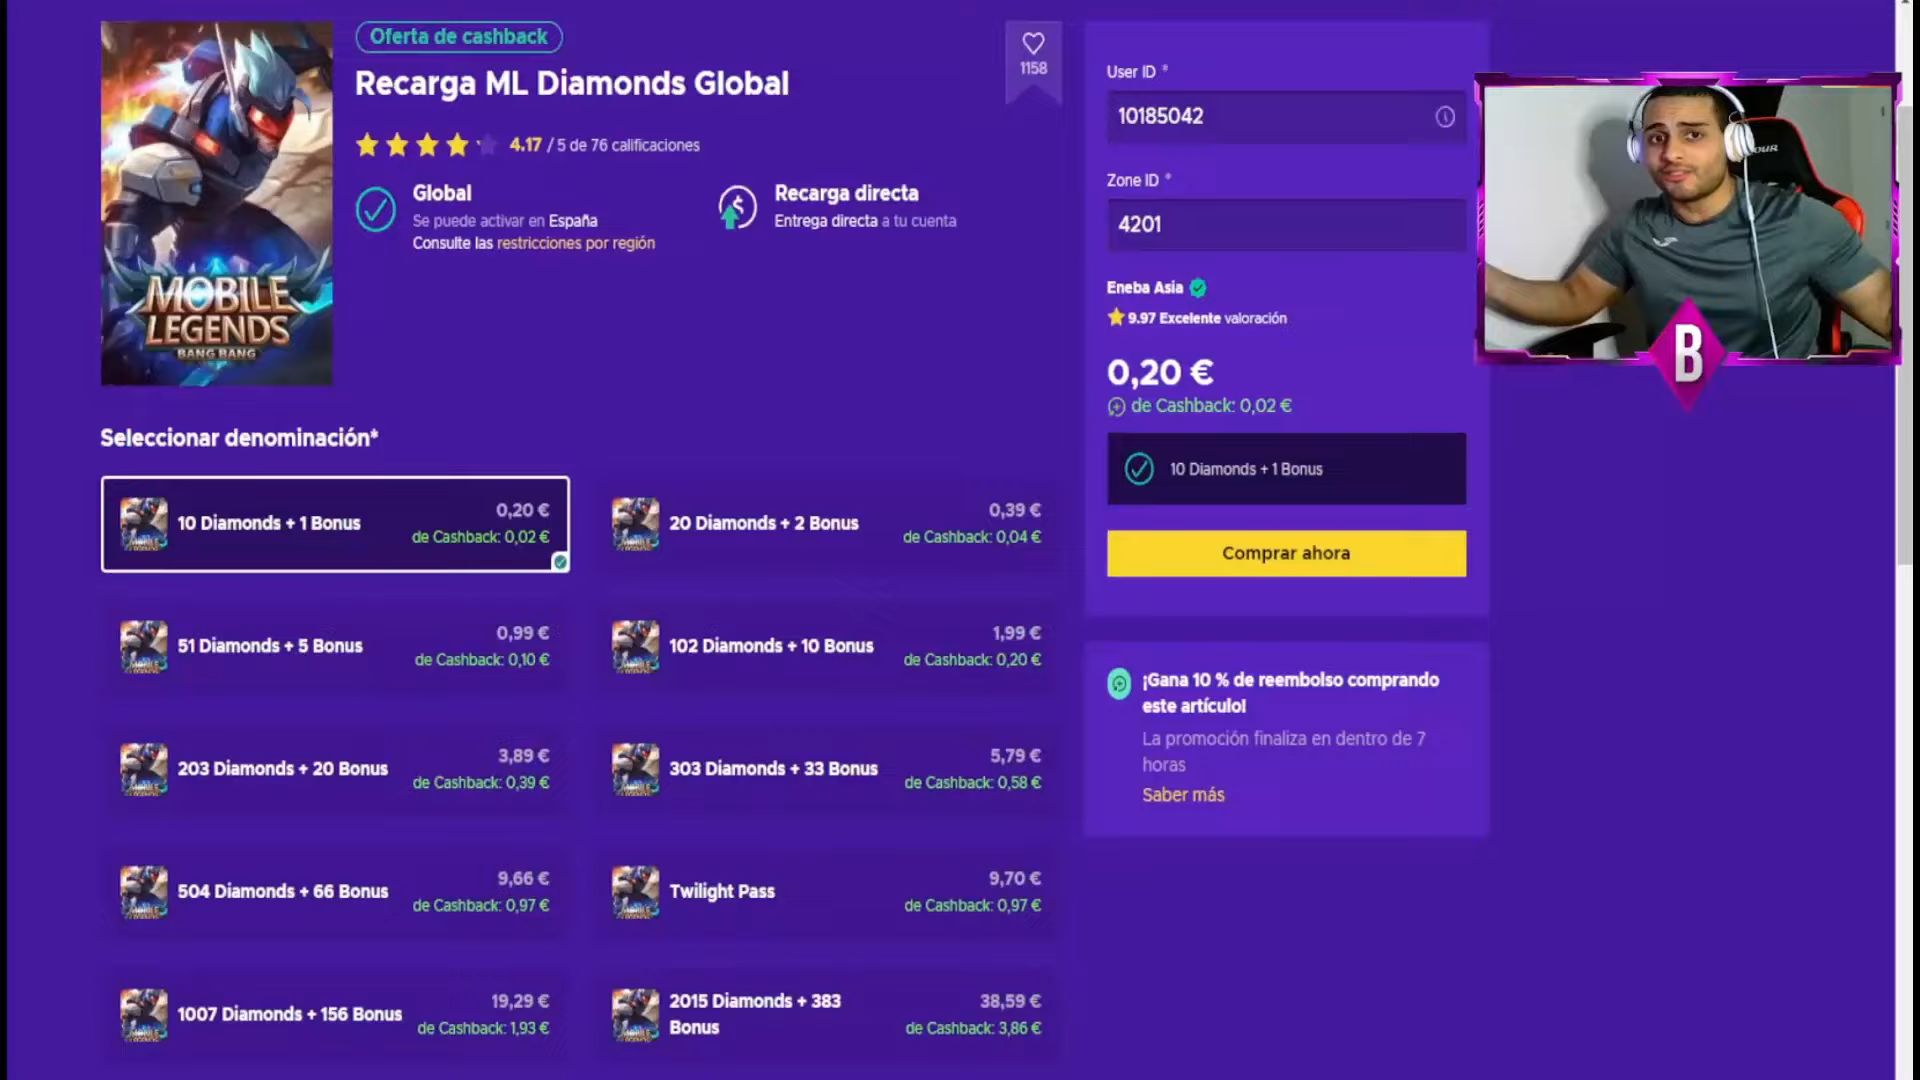 Oferta de cashback
Recarga ML Diamonds Global
4.17 / 5 de 76 calificaciones
Global
Se puede activar en España
Consulte las restricciones por región
Recarga directa
Entrega directa a tu cuenta
1158
MOBILE
LEGENDS
BANG BANG
Seleccionar denominación*
10 Diamonds + 1 Bonus
0,20 €
de Cashback: 0,02 €
20 Diamonds + 2 Bonus
0,39 €
de Cashback: 0,04 €
51 Diamonds + 5 Bonus
0,99 €
de Cashback: 0,10 €
102 Diamonds + 10 Bonus
1,99 €
de Cashback: 0,20 €
203 Diamonds + 20 Bonus
3,89 €
de Cashback: 0,39 €
303 Diamonds + 33 Bonus
5,79 €
de Cashback: 0,58 €
504 Diamonds + 66 Bonus
9,66 €
de Cashback: 0,97 €
Twilight Pass
9,70 €
de Cashback: 0,97 €
1007 Diamonds + 156 Bonus
19,29 €
de Cashback: 1,93 €
2015 Diamonds + 383
Bonus
38,59 €
de Cashback: 3,86 €
User ID *
10185042
Zone ID *
4201
Eneba Asia
9.97 Excelente valoración
0,20 €
de Cashback: 0,02 €
10 Diamonds + 1 Bonus
Comprar ahora
¡Gana 10 % de reembolso comprando
este artículo!
La promoción finaliza en dentro de 7
horas
Saber más
B